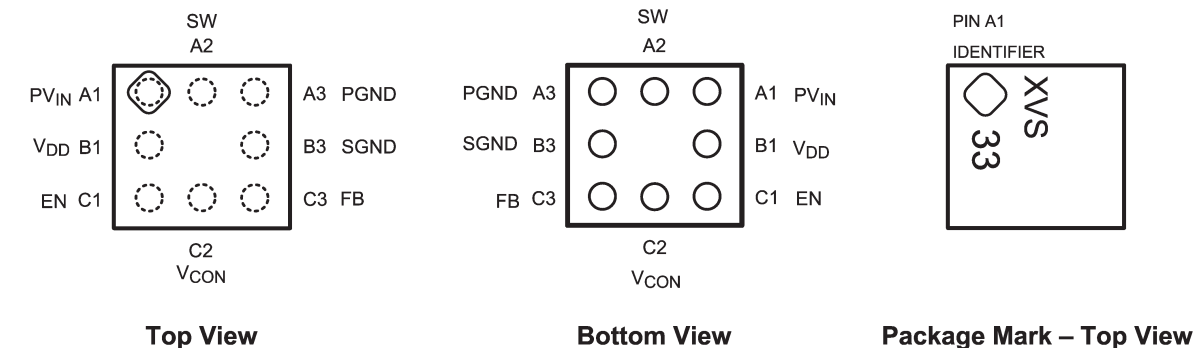 SW
A2
PVIN A1
A3 PGND
VDD B1
B3 SGND
EN C1
C3 FB
C2
VCON
Top View
SW
A2
PGND A3
A1 PVIN
SGND B3
B1 VDD
FB C3
C1 EN
C2
VCON
Bottom View
PIN A1
IDENTIFIER
XVS
33
Package Mark – Top View